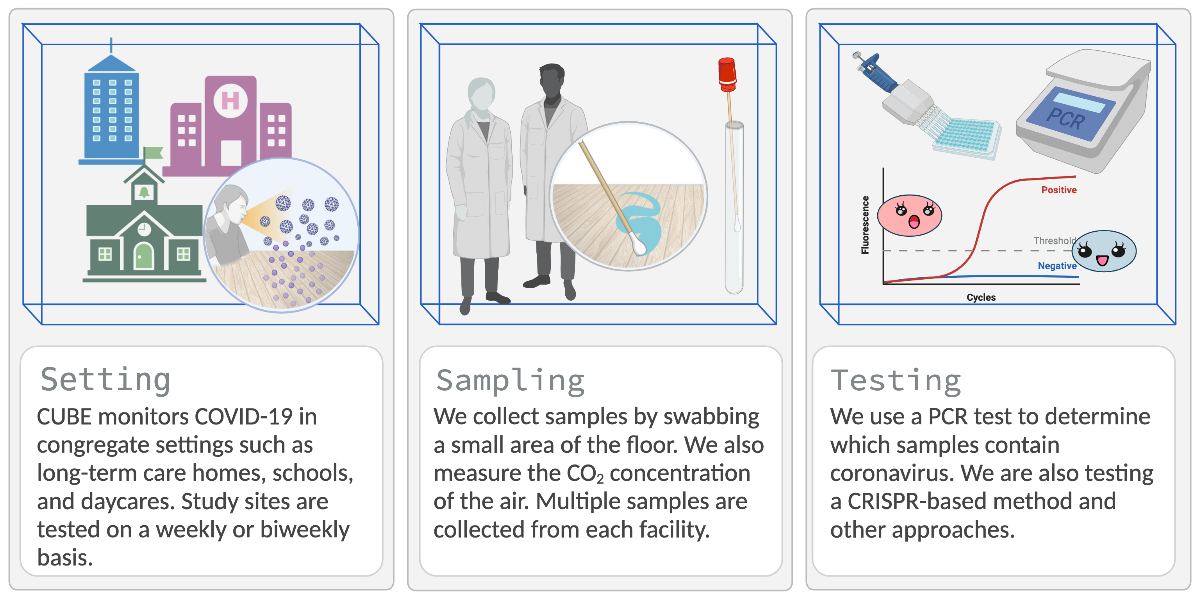 H
Setting
CUBE monitors COVID-19 in
congregate settings such as
long-term care homes, schools,
and daycares. Study sites are
tested on a weekly or biweekly
basis.
Sampling
We collect samples by swabbing
a small area of the floor. We also
measure the CO₂ concentration
of the air. Multiple samples are
collected from each facility.
PCR
Fluorescence
Positive
Threshold
Negative
Cycles
Testing
We use a PCR test to determine
which samples contain
coronavirus. We are also testing
a CRISPR-based method and
other approaches.